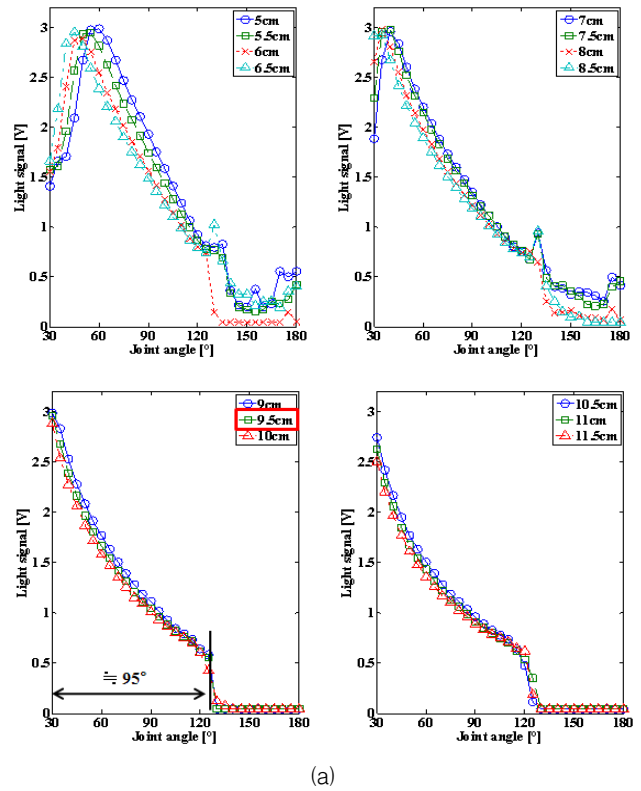 3
2.5
2
1.5
1
0.5
0
30
60
90
120
150
180
Light signal [V]
Joint angle [°]
5cm
5.5cm
6cm
6.5cm
3
2.5
2
1.5
1
0.5
0
30
60
90
120
150
180
Light signal [V]
Joint angle [°]
7cm
7.5cm
8cm
8.5cm
3
2.5
2
1.5
1
0.5
0
30
60
90
120
150
180
Light signal [V]
Joint angle [°]
9cm
9.5cm
10cm
≒ 95°
3
2.5
2
1.5
1
0.5
0
30
60
90
120
150
180
Light signal [V]
Joint angle [°]
10.5cm
11cm
11.5cm
(a)